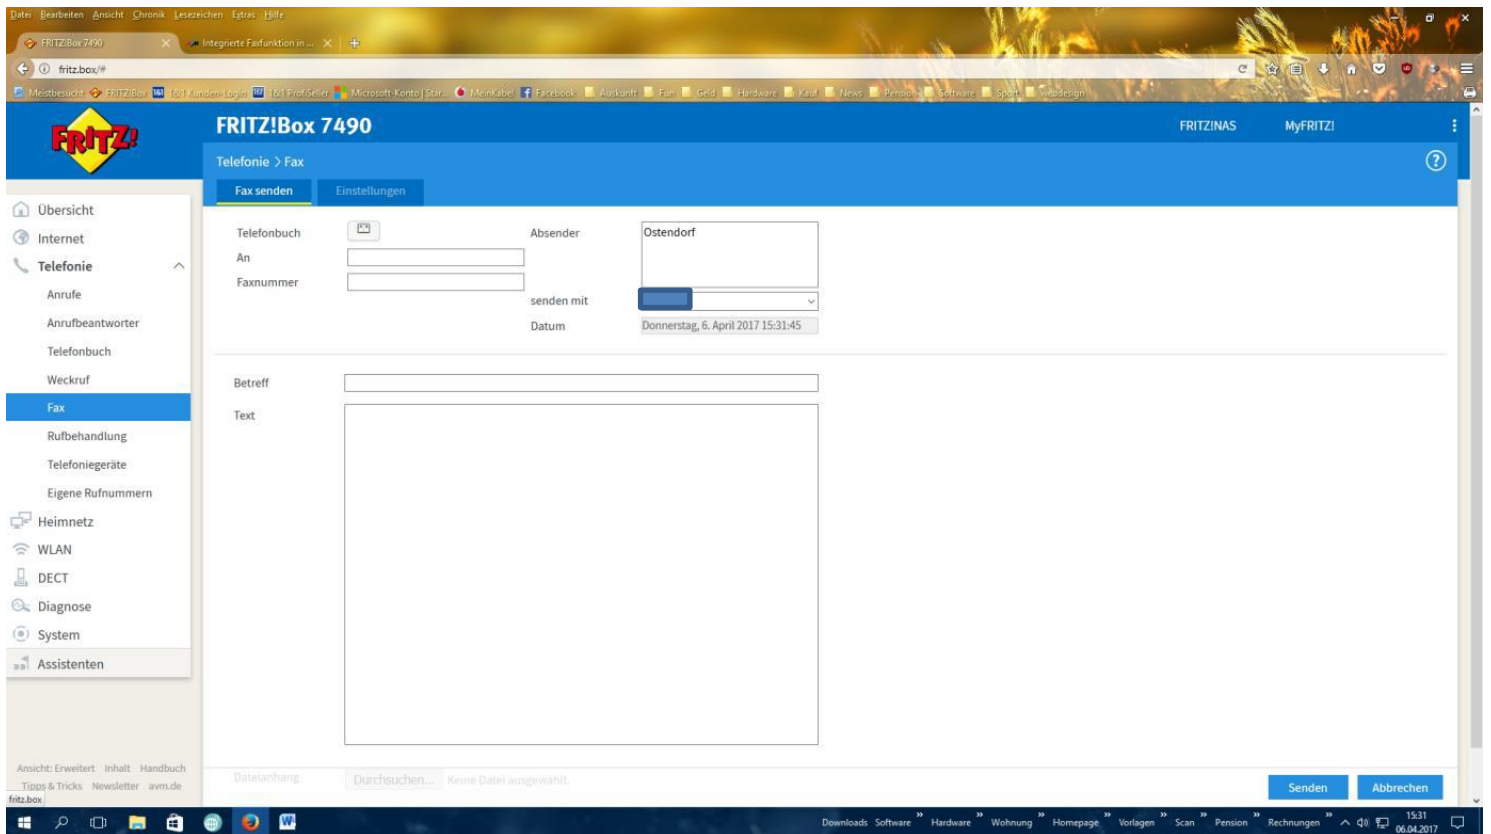 Datei Bearbeiten Ansicht Chronik Lesezeichen Extras Hilfe
FRITZ!Box 7490
Integrierte Faxfunktion in ...
fritz.box/#
Meistbesucht FRITZ!Box 1&1 Kunden-Login 1&1 ProfiSeller Microsoft-Konto | Star... MeinKabel Facebook Auskunft Fun Geld Hardware Kauf News Pension Software Sport Webdesign
FRITZ!
FRITZ!Box 7490
FRITZ!NAS MyFRITZ!
Telefonie > Fax
Fax senden Einstellungen
Übersicht
Internet
Telefonie
Anrufe
Anrufbeantworter
Telefonbuch
Weckruf
Fax
Rufbehandlung
Telefoniegeräte
Eigene Rufnummern
Heimnetz
WLAN
DECT
Diagnose
System
Assistenten
Ansicht: Erweitert Inhalt Handbuch
Tipps & Tricks Newsletter avm.de
fritz.box
Telefonbuch
An
Faxnummer
Absender Ostendorf
senden mit
Datum Donnerstag, 6. April 2017 15:31:45
Betreff
Text
Dateianhang Durchsuchen... Keine Datei ausgewählt.
Senden Abbrechen
Downloads Software Hardware Wohnung Homepage Vorlagen Scan Pension Rechnungen
15:31
06.04.2017